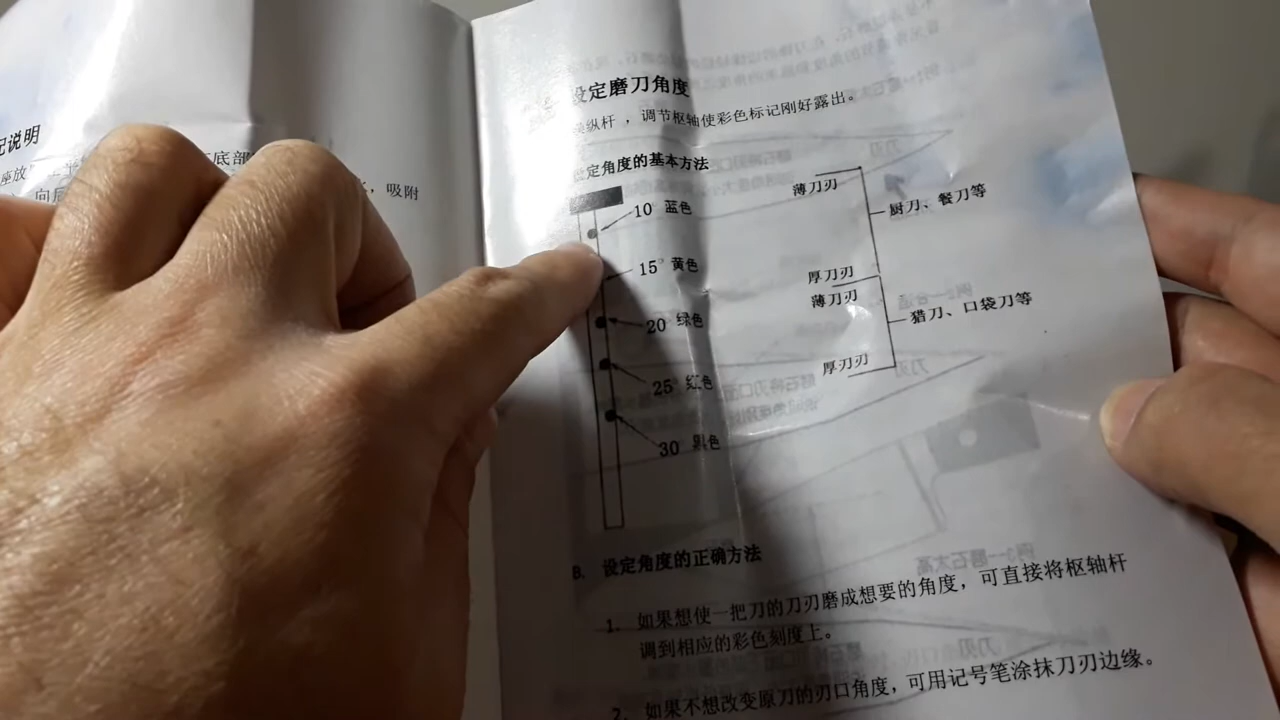 记说明
底部
，吸附
设定磨刀角度
纵杆，调节枢轴使彩色标记刚好露出。
定角度的基本方法
10° 蓝色
15° 黄色
20° 绿色
25° 红色
30° 黑色
薄刀刃
厨刀、餐刀等
厚刀刃
薄刀刃
猎刀、口袋刀等
厚刀刃
B. 设定角度的正确方法
1. 如果想使一把刀的刀刃磨成想要的角度，可直接将枢轴杆
调到相应的彩色刻度上。
2. 如果不想改变原刀的刃口角度，可用记号笔涂抹刀刃边缘。